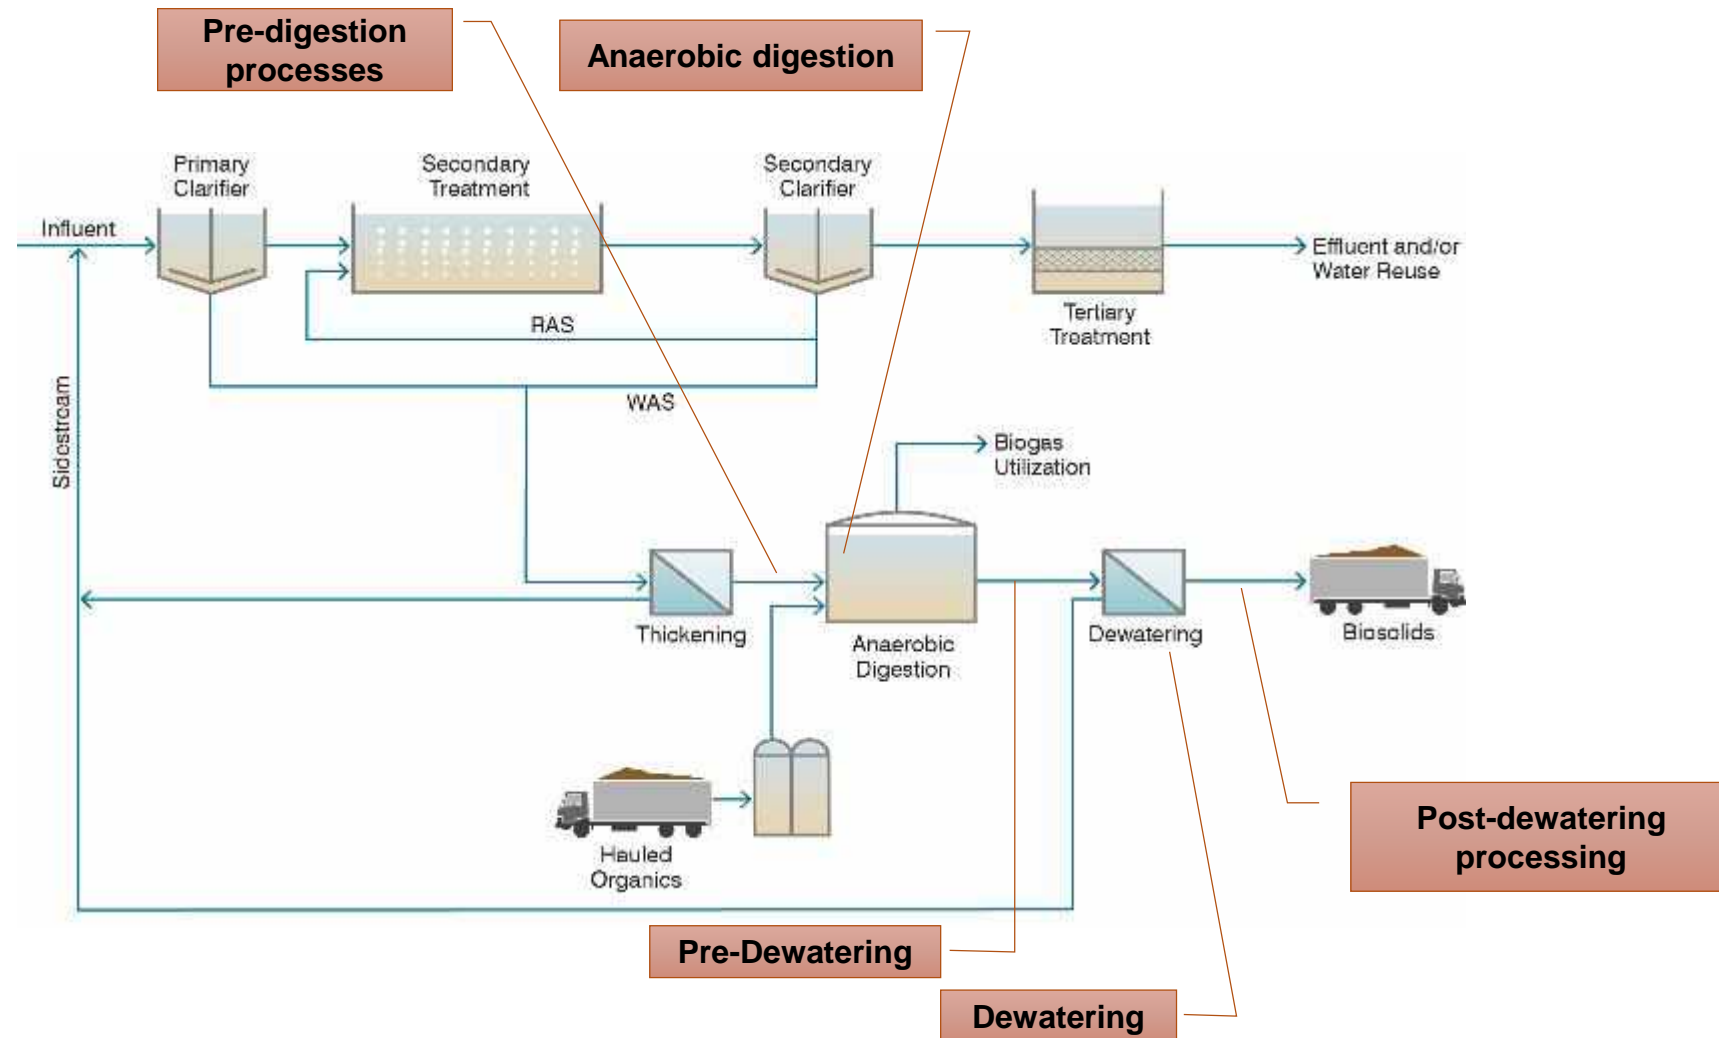 Pre-digestion
processes
Anaerobic digestion
Primary
Clarifier
Secondary
Treatment
Secondary
Clarifier
Influent
Effluent and/or
Water Reuse
Tertiary
Treatment
RAS
WAS
Sidestream
Biogas
Utilization
Thickening
Anaerobic
Digestion
Dewatering
Biosolids
Hauled
Organics
Post-dewatering
processing
Pre-Dewatering
Dewatering